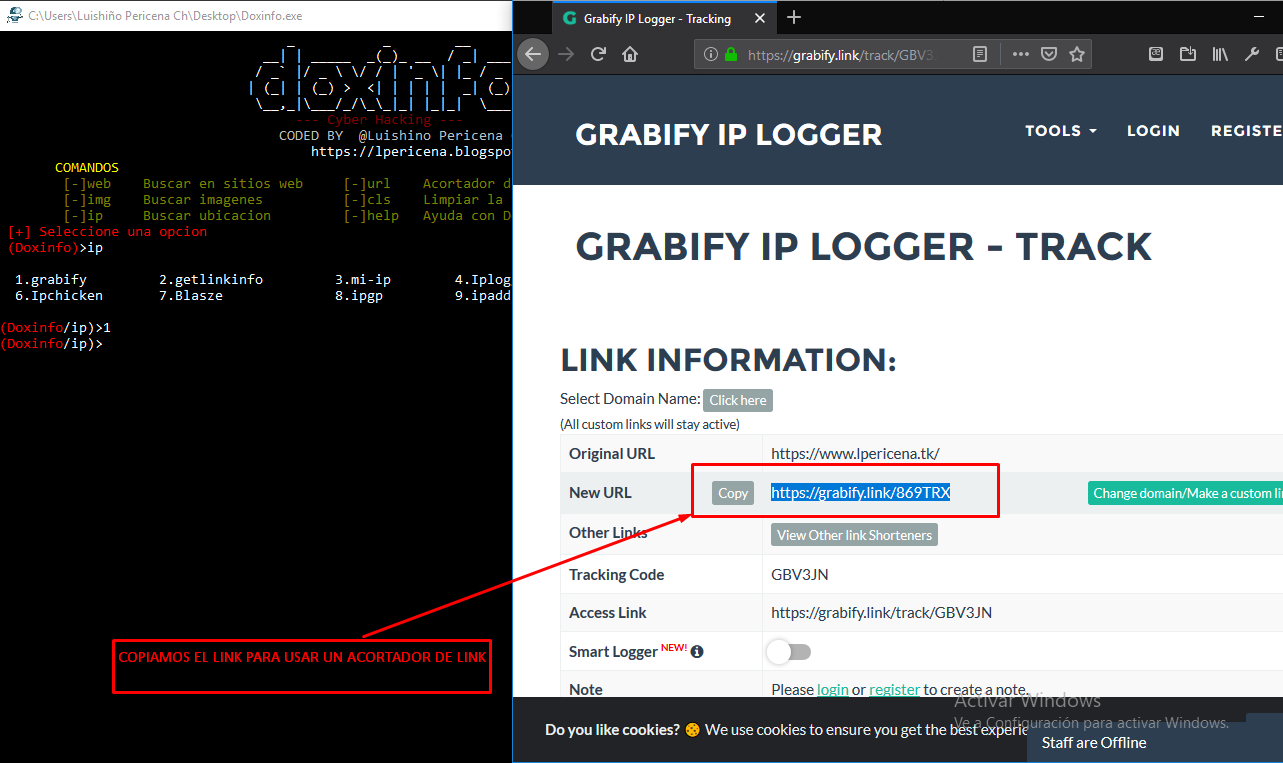 C:\Users\Luishiño Pericena Ch\Desktop\Doxinfo.exe
--- Cyber Hacking ---
CODED BY @Luishino Pericena
https://lpericena.blogspo
COMANDOS
[-]web Buscar en sitios web [-]url Acortador d
[-]img Buscar imagenes [-]cls Limpiar la
[-]ip Buscar ubicacion [-]help Ayuda con D
[+] Seleccione una opcion
(Doxinfo)>ip
1.grabify 2.getlinkinfo 3.mi-ip 4.Iplog
6.Ipchicken 7.Blasze 8.ipgp 9.ipadd
(Doxinfo/ip)>1
(Doxinfo/ip)>
COPIAMOS EL LINK PARA USAR UN ACORTADOR DE LINK
Grabify IP Logger - Tracking
https://grabify.link/track/GBV3
GRABIFY IP LOGGER
TOOLS LOGIN REGISTE
GRABIFY IP LOGGER - TRACK
LINK INFORMATION:
Select Domain Name: Click here
(All custom links will stay active)
Original URL https://www.lpericena.tk/
New URL Copy https://grabify.link/869TRX Change domain/Make a custom li
Other Links View Other link Shorteners
Tracking Code GBV3JN
Access Link https://grabify.link/track/GBV3JN
Smart Logger NEW!
Note Please login or register to create a note.
Activar Windows
Ve a Configuración para activar Windows.
Do you like cookies? We use cookies to ensure you get the best experie
Staff are Offline